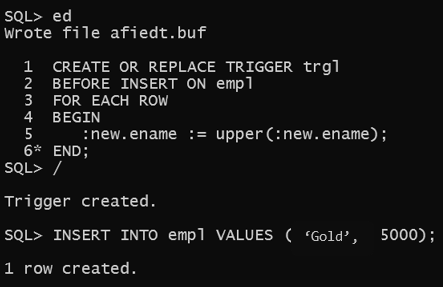 SQL> ed
Wrote file afiedt.buf
1 CREATE OR REPLACE TRIGGER trg1
2 BEFORE INSERT ON empl
3 FOR EACH ROW
4 BEGIN
5 :new.ename := upper(:new.ename);
6* END;
SQL> /
Trigger created.
SQL> INSERT INTO empl VALUES ( ‘Gold’, 5000);
1 row created.